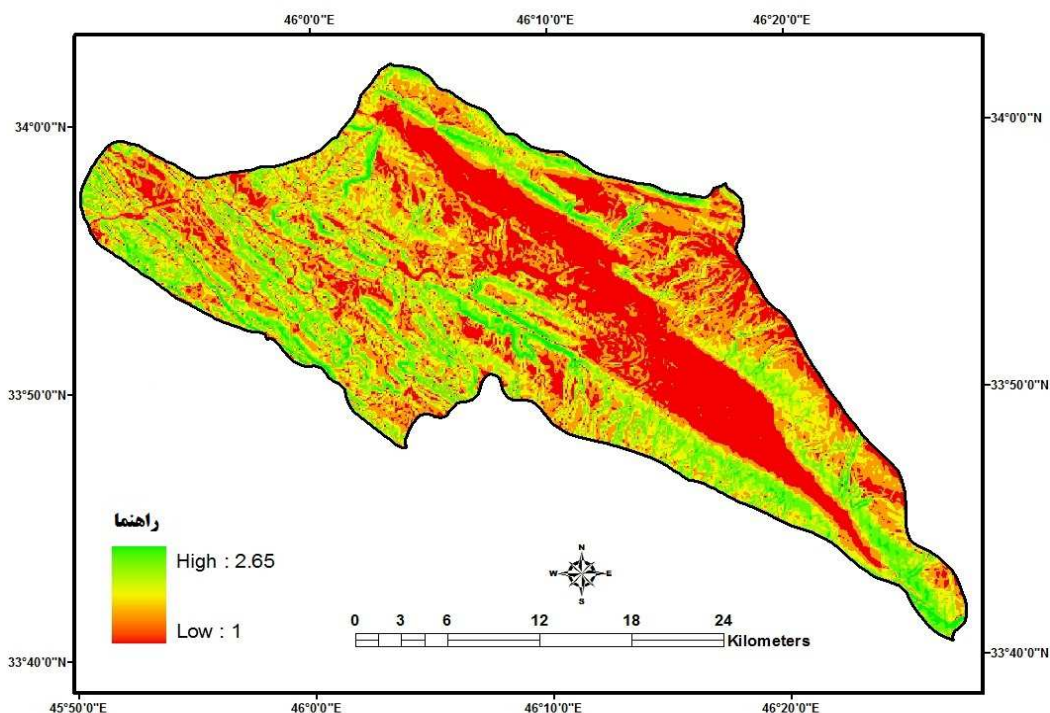 46°0'0"E 46°10'0"E 46°20'0"E
34°0'0"N 34°0'0"N
33°50'0"N 33°50'0"N
راهنما
High : 2.65
Low : 1
N
W E
S
0 3 6 12 18 24
Kilometers
33°40'0"N 33°40'0"N
45°50'0"E 46°0'0"E 46°10'0"E 46°20'0"E